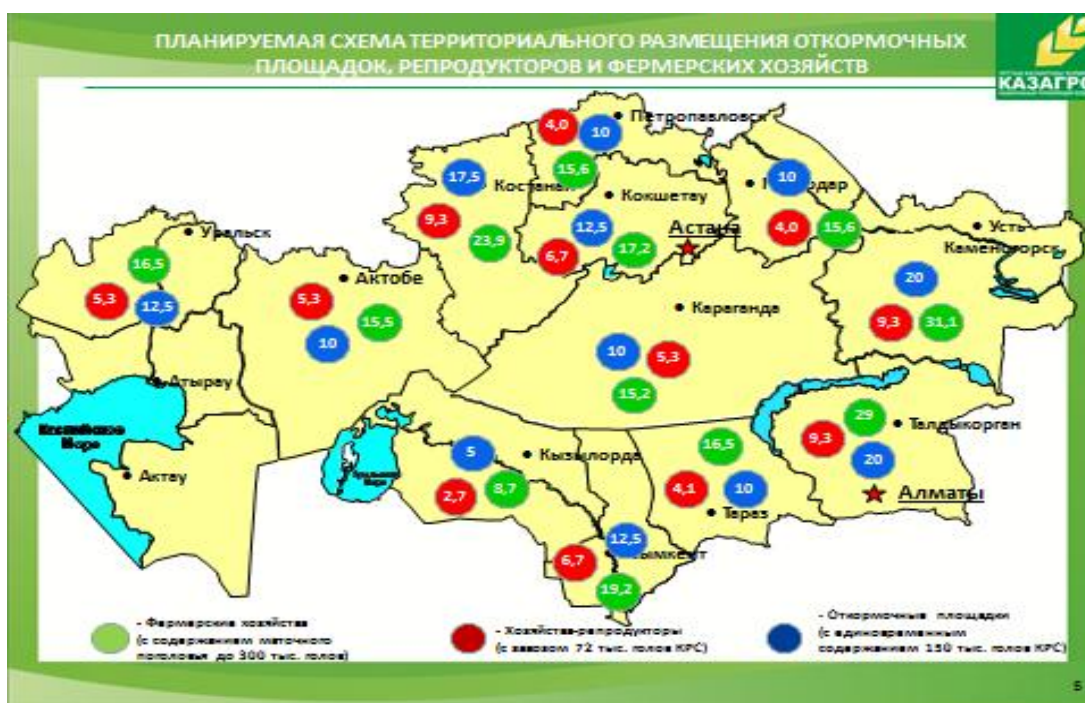 ПЛАНИРУЕМАЯ СХЕМА ТЕРРИТОРИАЛЬНОГО РАЗМЕЩЕНИЯ ОТКОРМОЧНЫХ
ПЛОЩАДОК, РЕПРОДУКТОРОВ И ФЕРМЕРСКИХ ХОЗЯЙСТВ
КАЗАГРО
4,0
10
Петропавловск
15,6
17,5
Костанай
Кокшетау
10
9,3
23,9
12,5
6,7
17,2
Астана
4,0
15,6
Усть
Каменогорск
Уральск
16,5
5,3
12,5
Актобе
5,3
15,5
10
Караганда
10
5,3
15,2
20
9,3
31,1
Атырау
Каспийское
Море
Актау
Море
5
Кызылорда
2,7
8,7
16,5
4,1
10
Тараз
29
Талдыкорган
9,3
20
Алматы
12,5
6,7
19,2
- Фермерские хозяйства
(с содержанием маточного
поголовья до 300 тыс. голов)
- Хозяйства-репродукторы
(с завозом 72 тыс. голов КРС)
- Откормочные площадки
(с единовременным
содержанием 150 тыс. голов КРС)
5